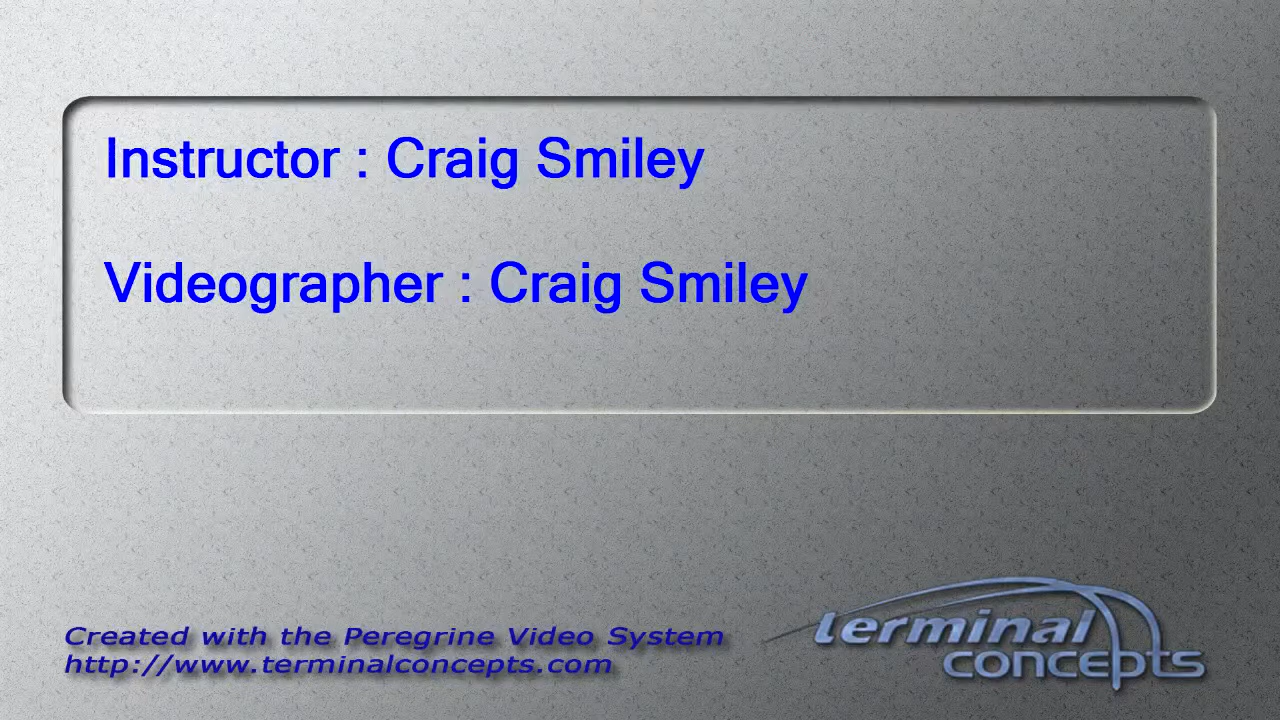 Instructor : Craig Smiley
Videographer : Craig Smiley
Created with the Peregrine Video System
http://www.terminalconcepts.com
terminal
concepts